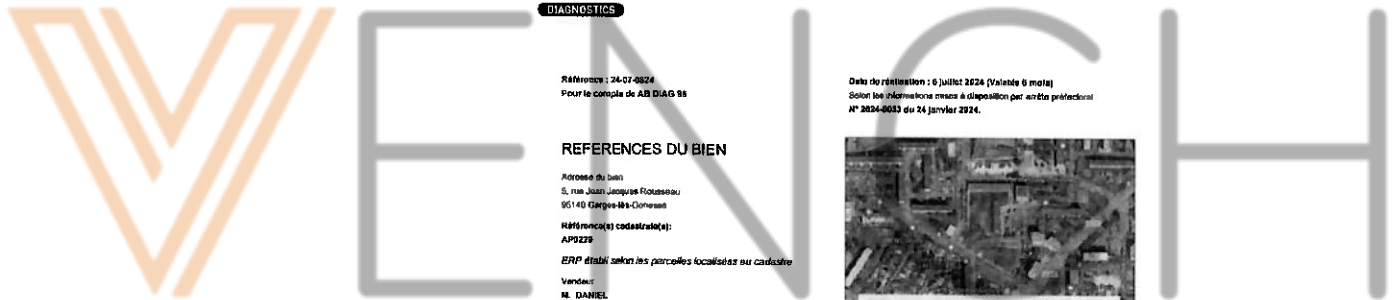 DIAGNOSTICS
Référence : 24-07-0824
Pour le compte de AB DIAG 95
REFERENCES DU BIEN
Adresse du bien
5, rue Jean Jacques Rousseau
95140 Garges-lès-Gonesse
Référence(s) cadastrale(s):
AP0229
ERP établi selon les parcelles localisées au cadastre
Vendeur
M. DANIEL
Date de réalisation : 6 juillet 2024 (Valable 6 mois)
Selon les informations mises à disposition par arrêté préfectoral
N° 2024-0033 du 24 janvier 2024.
VENCH